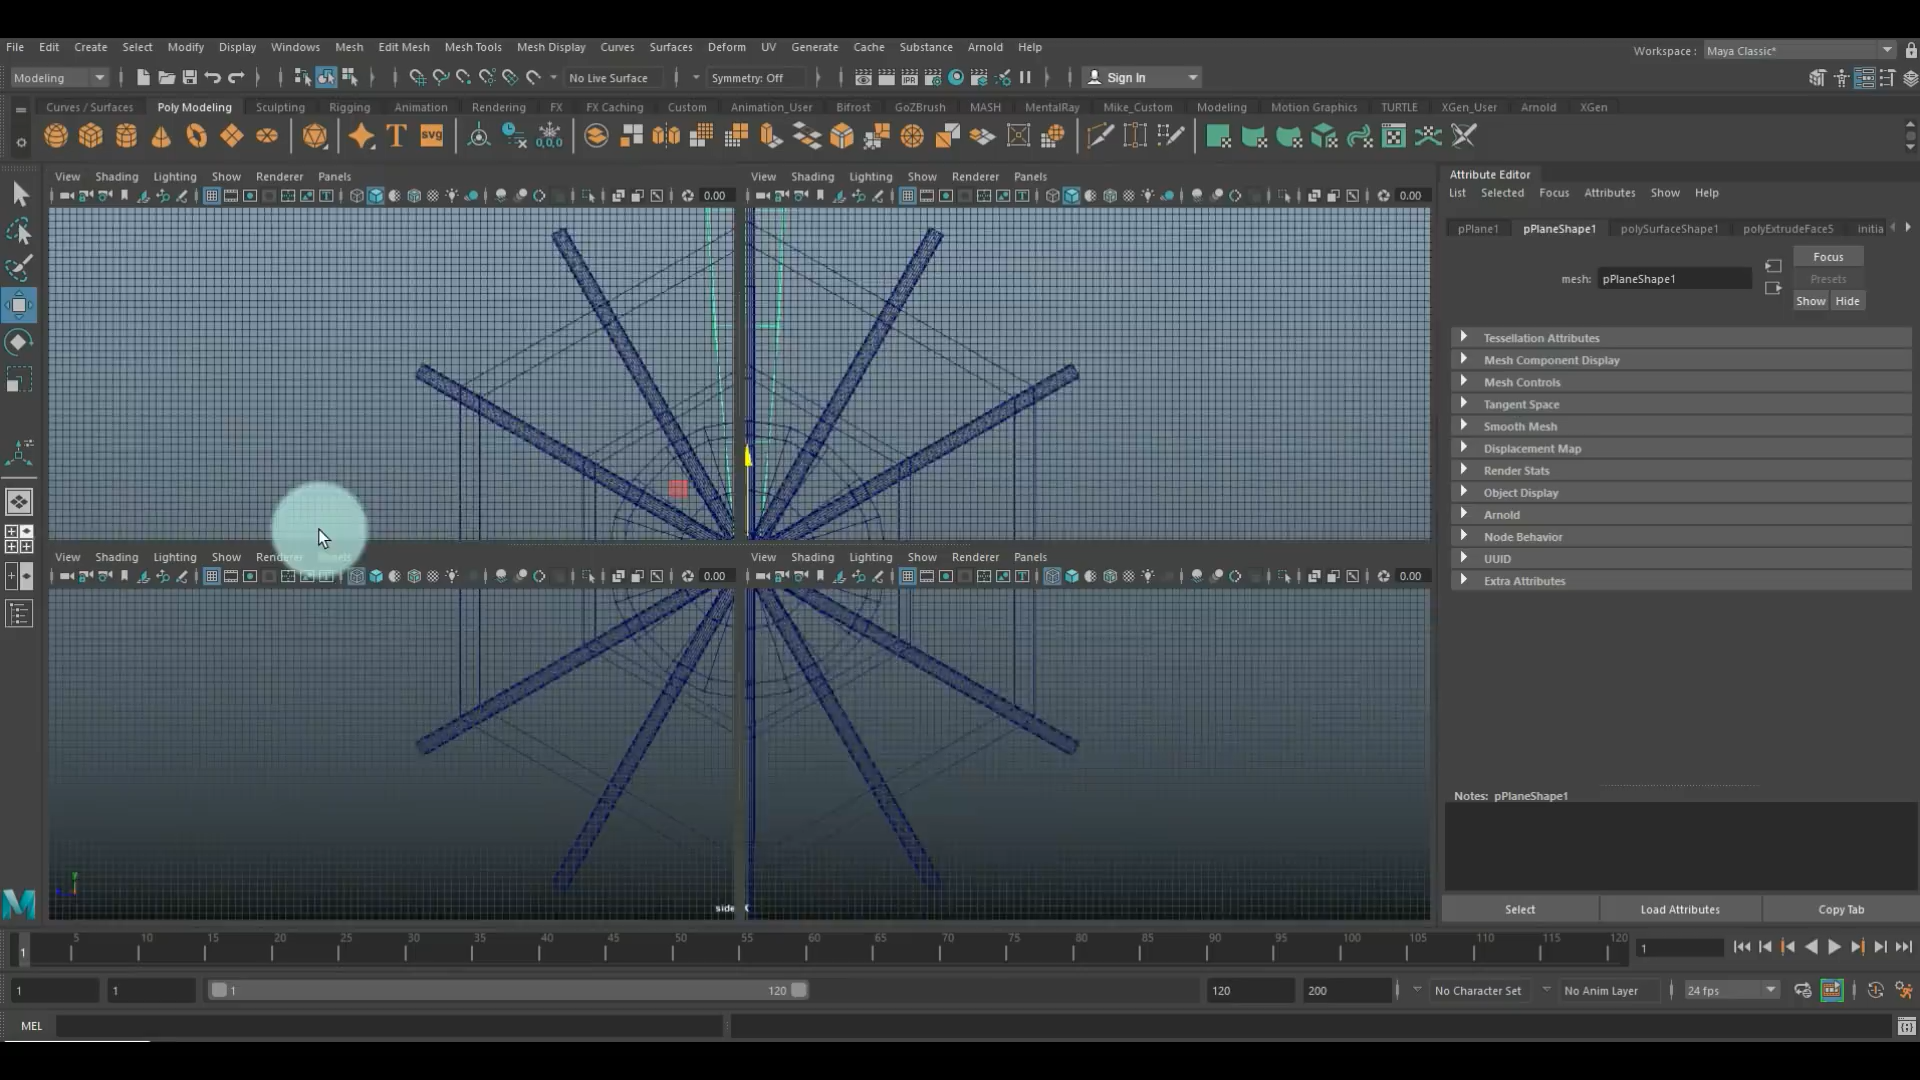 File Edit Create Select Modify Display Windows Mesh Edit Mesh Mesh Tools Mesh Display Curves Surfaces Deform UV Generate Cache Substance Arnold Help
Workspace : Maya Classic*
Modeling No Live Surface Symmetry: Off Sign In
Curves / Surfaces Poly Modeling Sculpting Rigging Animation Rendering FX FX Caching Custom Animation_User Bifrost GoZBrush MASH MentalRay Mike_Custom Modeling Motion Graphics TURTLE XGen_User Arnold XGen
IPR T svg 0,0,0
View Shading Lighting Show Renderer Panels
0.00
View Shading Lighting Show Renderer Panels
0.00
View Shading Lighting Show Renderer Panels
0.00
View Shading Lighting Show Renderer Panels
0.00
y
side
Attribute Editor
List Selected Focus Attributes Show Help
pPlane1 pPlaneShape1 polySurfaceShape1 polyExtrudeFace5 initia
mesh: pPlaneShape1
Focus
Presets
Show Hide
Tessellation Attributes
Mesh Component Display
Mesh Controls
Tangent Space
Smooth Mesh
Displacement Map
Render Stats
Object Display
Arnold
Node Behavior
UUID
Extra Attributes
Notes: pPlaneShape1
Select Load Attributes Copy Tab
1 5 10 15 20 25 30 35 40 45 50 55 60 65 70 75 80 85 90 95 100 105 110 115 120 1
1 1 1 120 120 200 No Character Set No Anim Layer 24 fps
MEL